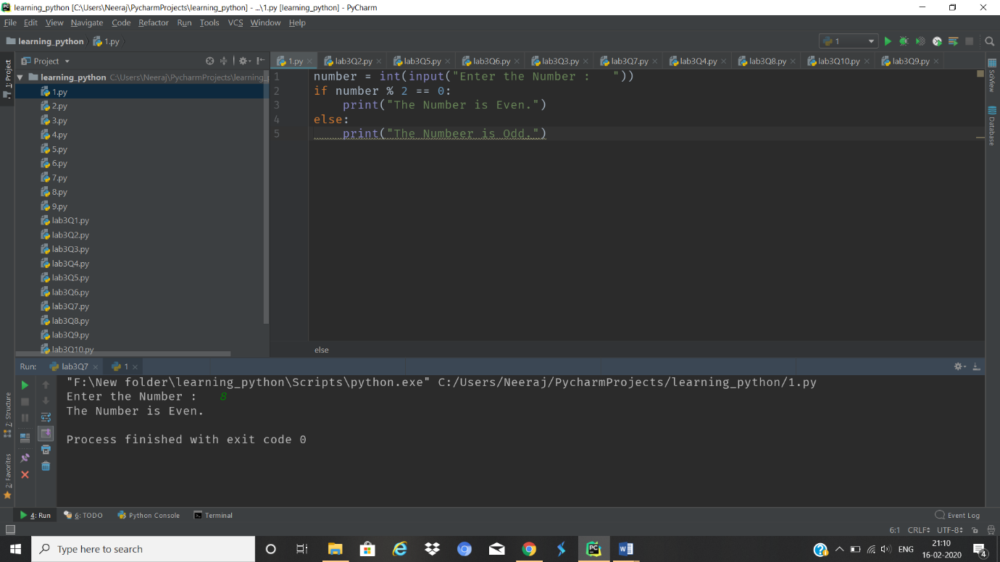 learning_python [C:\Users\Neeraj\PycharmProjects\learning_python] - ...\1.py [learning_python] - PyCharm
File Edit View Navigate Code Refactor Run Tools VCS Window Help
learning_python 1.py 1
1: Project
Project
1.py lab3Q2.py lab3Q5.py lab3Q6.py lab3Q3.py lab3Q7.py lab3Q4.py lab3Q8.py lab3Q10.py lab3Q9.py
learning_python C:\Users\Neeraj\PycharmProjects\learning_p
1.py
2.py
3.py
4.py
5.py
6.py
7.py
8.py
9.py
lab3Q1.py
lab3Q2.py
lab3Q3.py
lab3Q4.py
lab3Q5.py
lab3Q6.py
lab3Q7.py
lab3Q8.py
lab3Q9.py
lab3Q10.py
1 number = int(input("Enter the Number :   "))
2 if number % 2 == 0:
3     print("The Number is Even.")
4 else:
5     print("The Numbeer is Odd.")
else
SciView
Database
Run: lab3Q7 1
"F:\New folder\learning_python\Scripts\python.exe" C:/Users/Neeraj/PycharmProjects/learning_python/1.py
Enter the Number :   8
The Number is Even.
Process finished with exit code 0
Z: Structure
2: Favorites
4: Run 6: TODO Python Console Terminal Event Log
6:1 CRLF UTF-8
Type here to search
ENG
21:10
16-02-2020
4